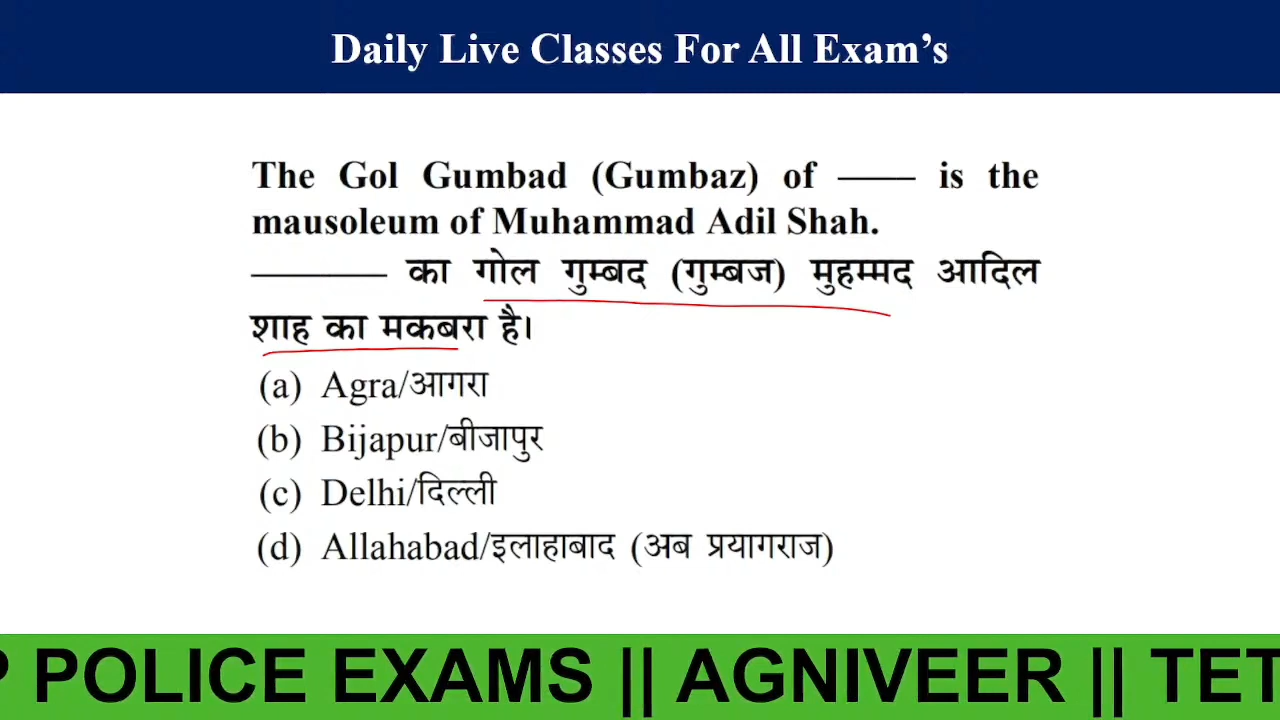 Daily Live Classes For All Exam’s
The Gol Gumbad (Gumbaz) of —— is the
mausoleum of Muhammad Adil Shah.
———— का गोल गुम्बद (गुम्बज) मुहम्मद आदिल
शाह का मकबरा है।
(a) Agra/आगरा
(b) Bijapur/बीजापुर
(c) Delhi/दिल्ली
(d) Allahabad/इलाहाबाद (अब प्रयागराज)
P POLICE EXAMS || AGNIVEER || TET